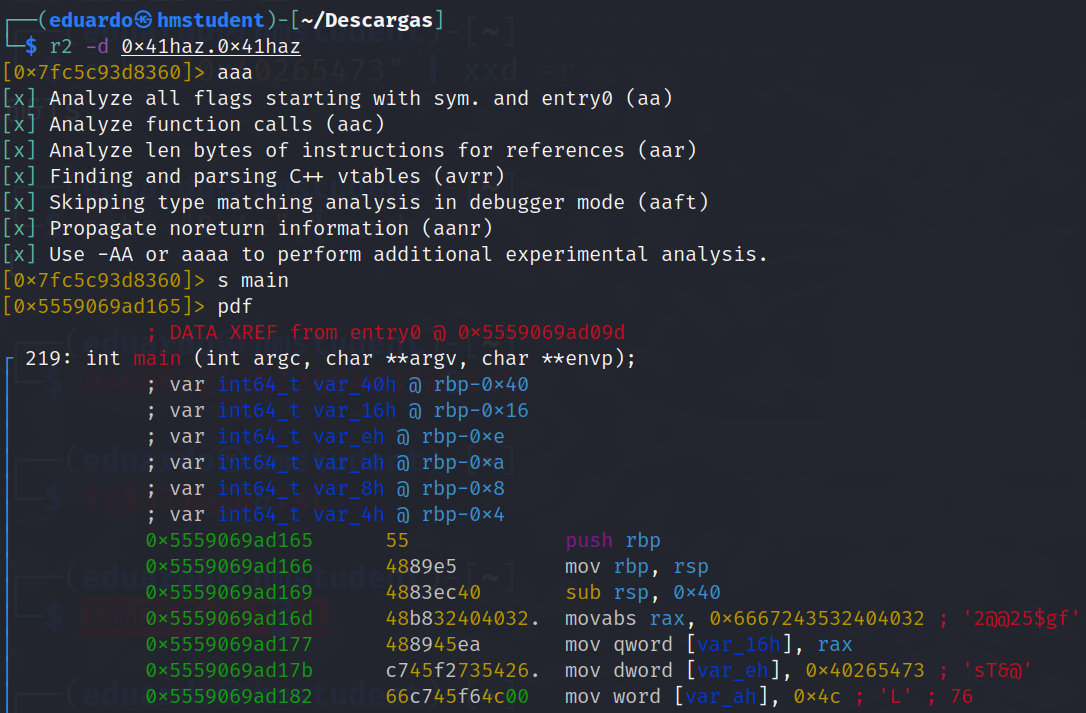 ┌──(eduardo㉿hmstudent)-[~/Descargas]
└─$ r2 -d 0×41haz.0×41haz
[0×7fc5c93d8360]> aaa
[x] Analyze all flags starting with sym. and entry0 (aa)
[x] Analyze function calls (aac)
[x] Analyze len bytes of instructions for references (aar)
[x] Finding and parsing C++ vtables (avrr)
[x] Skipping type matching analysis in debugger mode (aaft)
[x] Propagate noreturn information (aanr)
[x] Use -AA or aaaa to perform additional experimental analysis.
[0×7fc5c93d8360]> s main
[0×5559069ad165]> pdf
; DATA XREF from entry0 @ 0×5559069ad09d
┌ 219: int main (int argc, char **argv, char **envp);
│ ; var int64_t var_40h @ rbp-0×40
│ ; var int64_t var_16h @ rbp-0×16
│ ; var int64_t var_eh @ rbp-0×e
│ ; var int64_t var_ah @ rbp-0×a
│ ; var int64_t var_8h @ rbp-0×8
│ ; var int64_t var_4h @ rbp-0×4
│ 0×5559069ad165 55 push rbp
│ 0×5559069ad166 4889e5 mov rbp, rsp
│ 0×5559069ad169 4883ec40 sub rsp, 0×40
│ 0×5559069ad16d 48b832404032. movabs rax, 0×6667243532404032 ; '2@@25$gf'
│ 0×5559069ad177 488945ea mov qword [var_16h], rax
│ 0×5559069ad17b c745f2735426. mov dword [var_eh], 0×40265473 ; 'sT&@'
│ 0×5559069ad182 66c745f64c00 mov word [var_ah], 0×4c ; 'L' ; 76